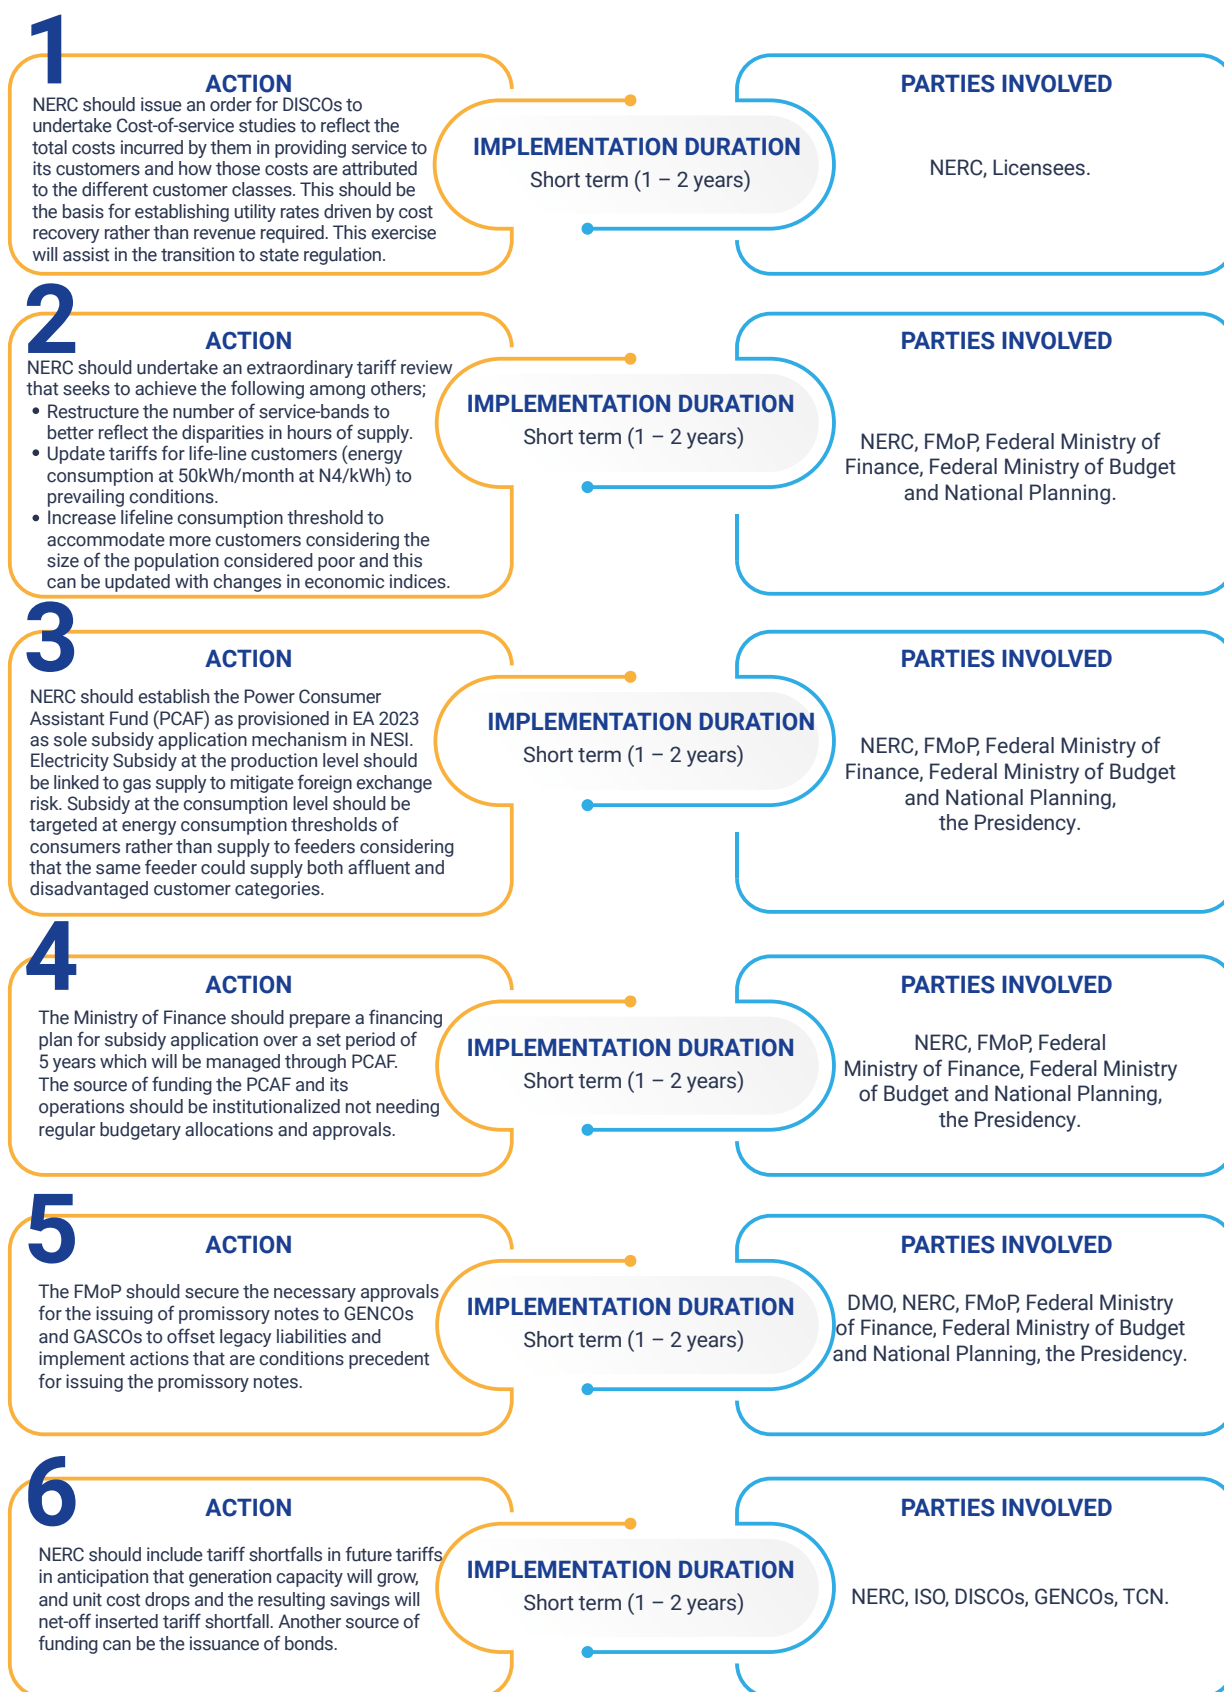 1
ACTION
NERC should issue an order for DISCOs to
undertake Cost-of-service studies to reflect the
total costs incurred by them in providing service to
its customers and how those costs are attributed
to the different customer classes. This should be
the basis for establishing utility rates driven by cost
recovery rather than revenue required. This exercise
will assist in the transition to state regulation.
IMPLEMENTATION DURATION
Short term (1 – 2 years)
PARTIES INVOLVED
NERC, Licensees.
2
ACTION
NERC should undertake an extraordinary tariff review
that seeks to achieve the following among others;
• Restructure the number of service-bands to
better reflect the disparities in hours of supply.
• Update tariffs for life-line customers (energy
consumption at 50kWh/month at N4/kWh) to
prevailing conditions.
• Increase lifeline consumption threshold to
accommodate more customers considering the
size of the population considered poor and this
can be updated with changes in economic indices.
IMPLEMENTATION DURATION
Short term (1 – 2 years)
PARTIES INVOLVED
NERC, FMoP, Federal Ministry of
Finance, Federal Ministry of Budget
and National Planning.
3
ACTION
NERC should establish the Power Consumer
Assistant Fund (PCAF) as provisioned in EA 2023
as sole subsidy application mechanism in NESI.
Electricity Subsidy at the production level should
be linked to gas supply to mitigate foreign exchange
risk. Subsidy at the consumption level should be
targeted at energy consumption thresholds of
consumers rather than supply to feeders considering
that the same feeder could supply both affluent and
disadvantaged customer categories.
IMPLEMENTATION DURATION
Short term (1 – 2 years)
PARTIES INVOLVED
NERC, FMoP, Federal Ministry of
Finance, Federal Ministry of Budget
and National Planning,
the Presidency.
4
ACTION
The Ministry of Finance should prepare a financing
plan for subsidy application over a set period of
5 years which will be managed through PCAF.
The source of funding the PCAF and its
operations should be institutionalized not needing
regular budgetary allocations and approvals.
IMPLEMENTATION DURATION
Short term (1 – 2 years)
PARTIES INVOLVED
NERC, FMoP, Federal
Ministry of Finance, Federal Ministry
of Budget and National Planning,
the Presidency.
5
ACTION
The FMoP should secure the necessary approvals
for the issuing of promissory notes to GENCOs
and GASCOs to offset legacy liabilities and
implement actions that are conditions precedent
for issuing the promissory notes.
IMPLEMENTATION DURATION
Short term (1 – 2 years)
PARTIES INVOLVED
DMO, NERC, FMoP, Federal Ministry
of Finance, Federal Ministry of Budget
and National Planning, the Presidency.
6
ACTION
NERC should include tariff shortfalls in future tariffs
in anticipation that generation capacity will grow,
and unit cost drops and the resulting savings will
net-off inserted tariff shortfall. Another source of
funding can be the issuance of bonds.
IMPLEMENTATION DURATION
Short term (1 – 2 years)
PARTIES INVOLVED
NERC, ISO, DISCOs, GENCOs, TCN.